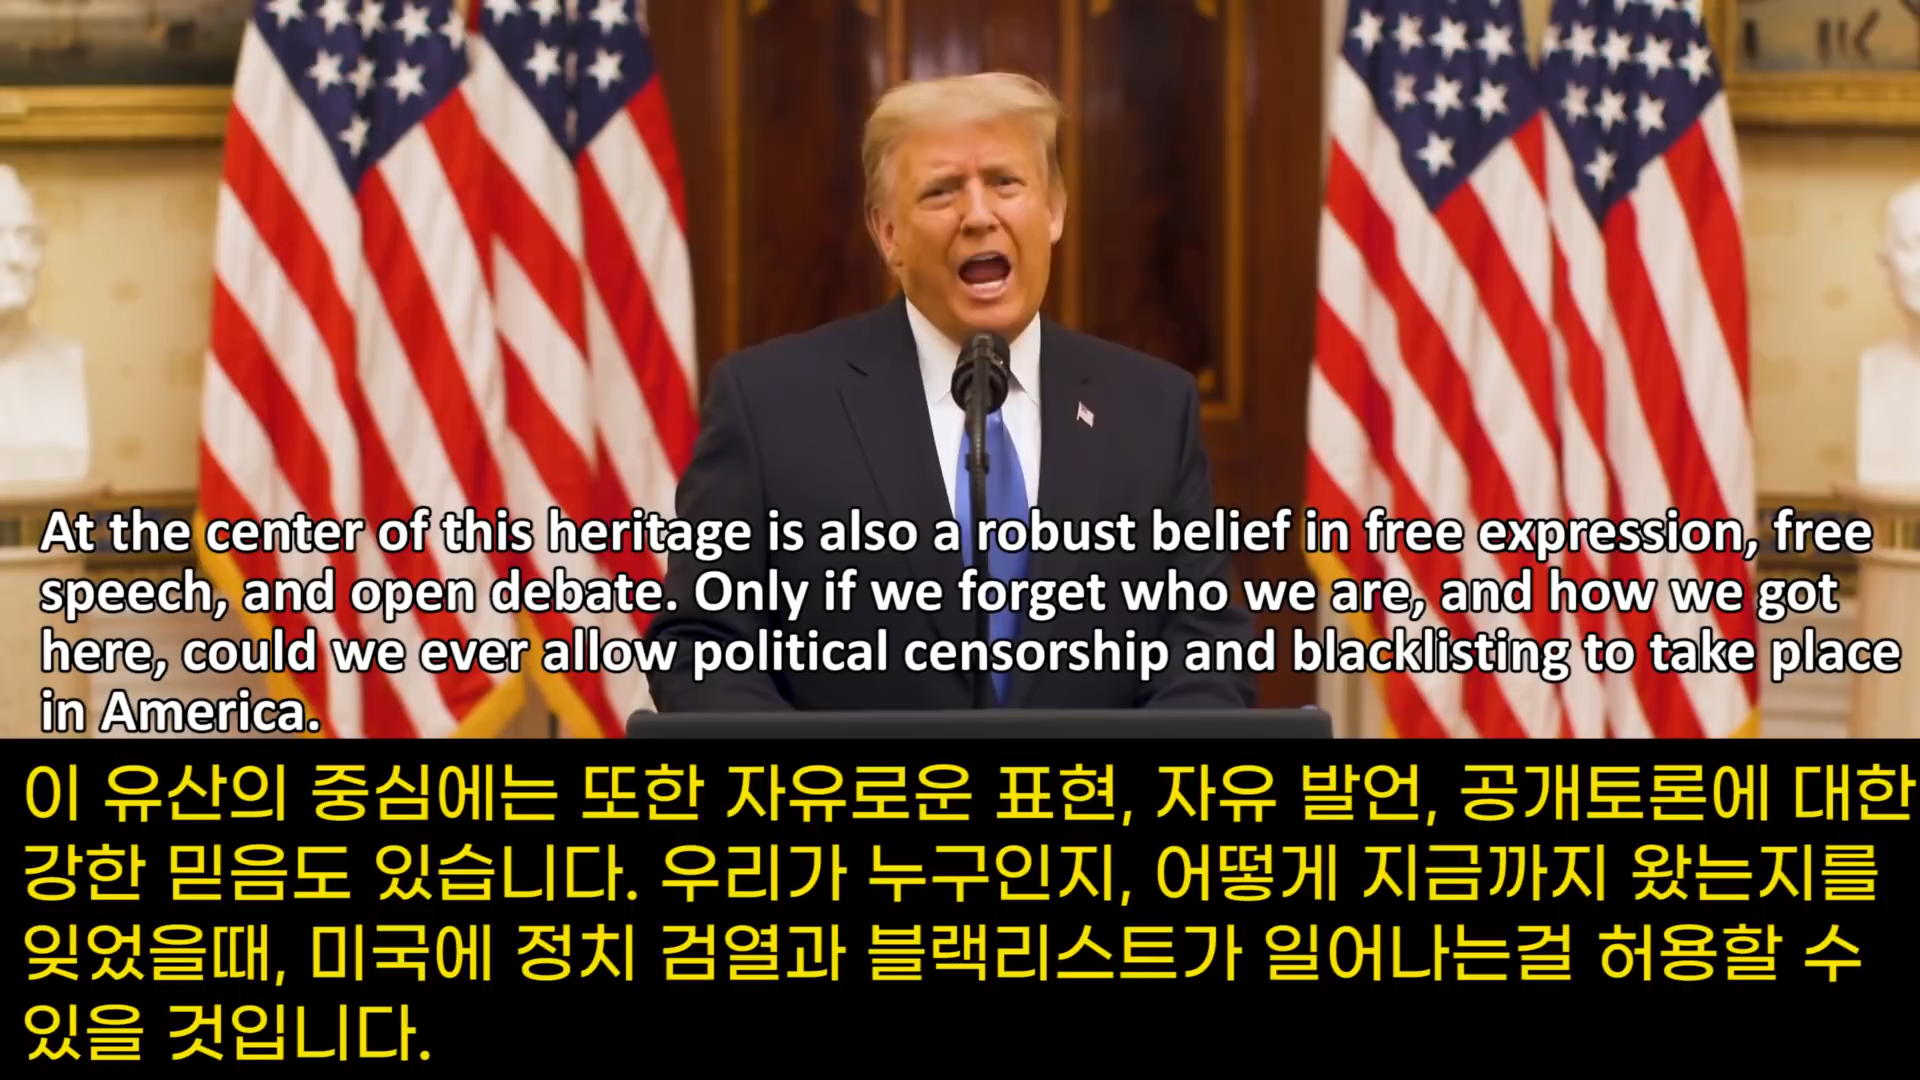 At the center of this heritage is also a robust belief in free expression, free
speech, and open debate. Only if we forget who we are, and how we got
here, could we ever allow political censorship and blacklisting to take place
in America.
이 유산의 중심에는 또한 자유로운 표현, 자유 발언, 공개토론에 대한
강한 믿음도 있습니다. 우리가 누구인지, 어떻게 지금까지 왔는지를
잊었을때, 미국에 정치 검열과 블랙리스트가 일어나는걸 허용할 수
있을 것입니다.